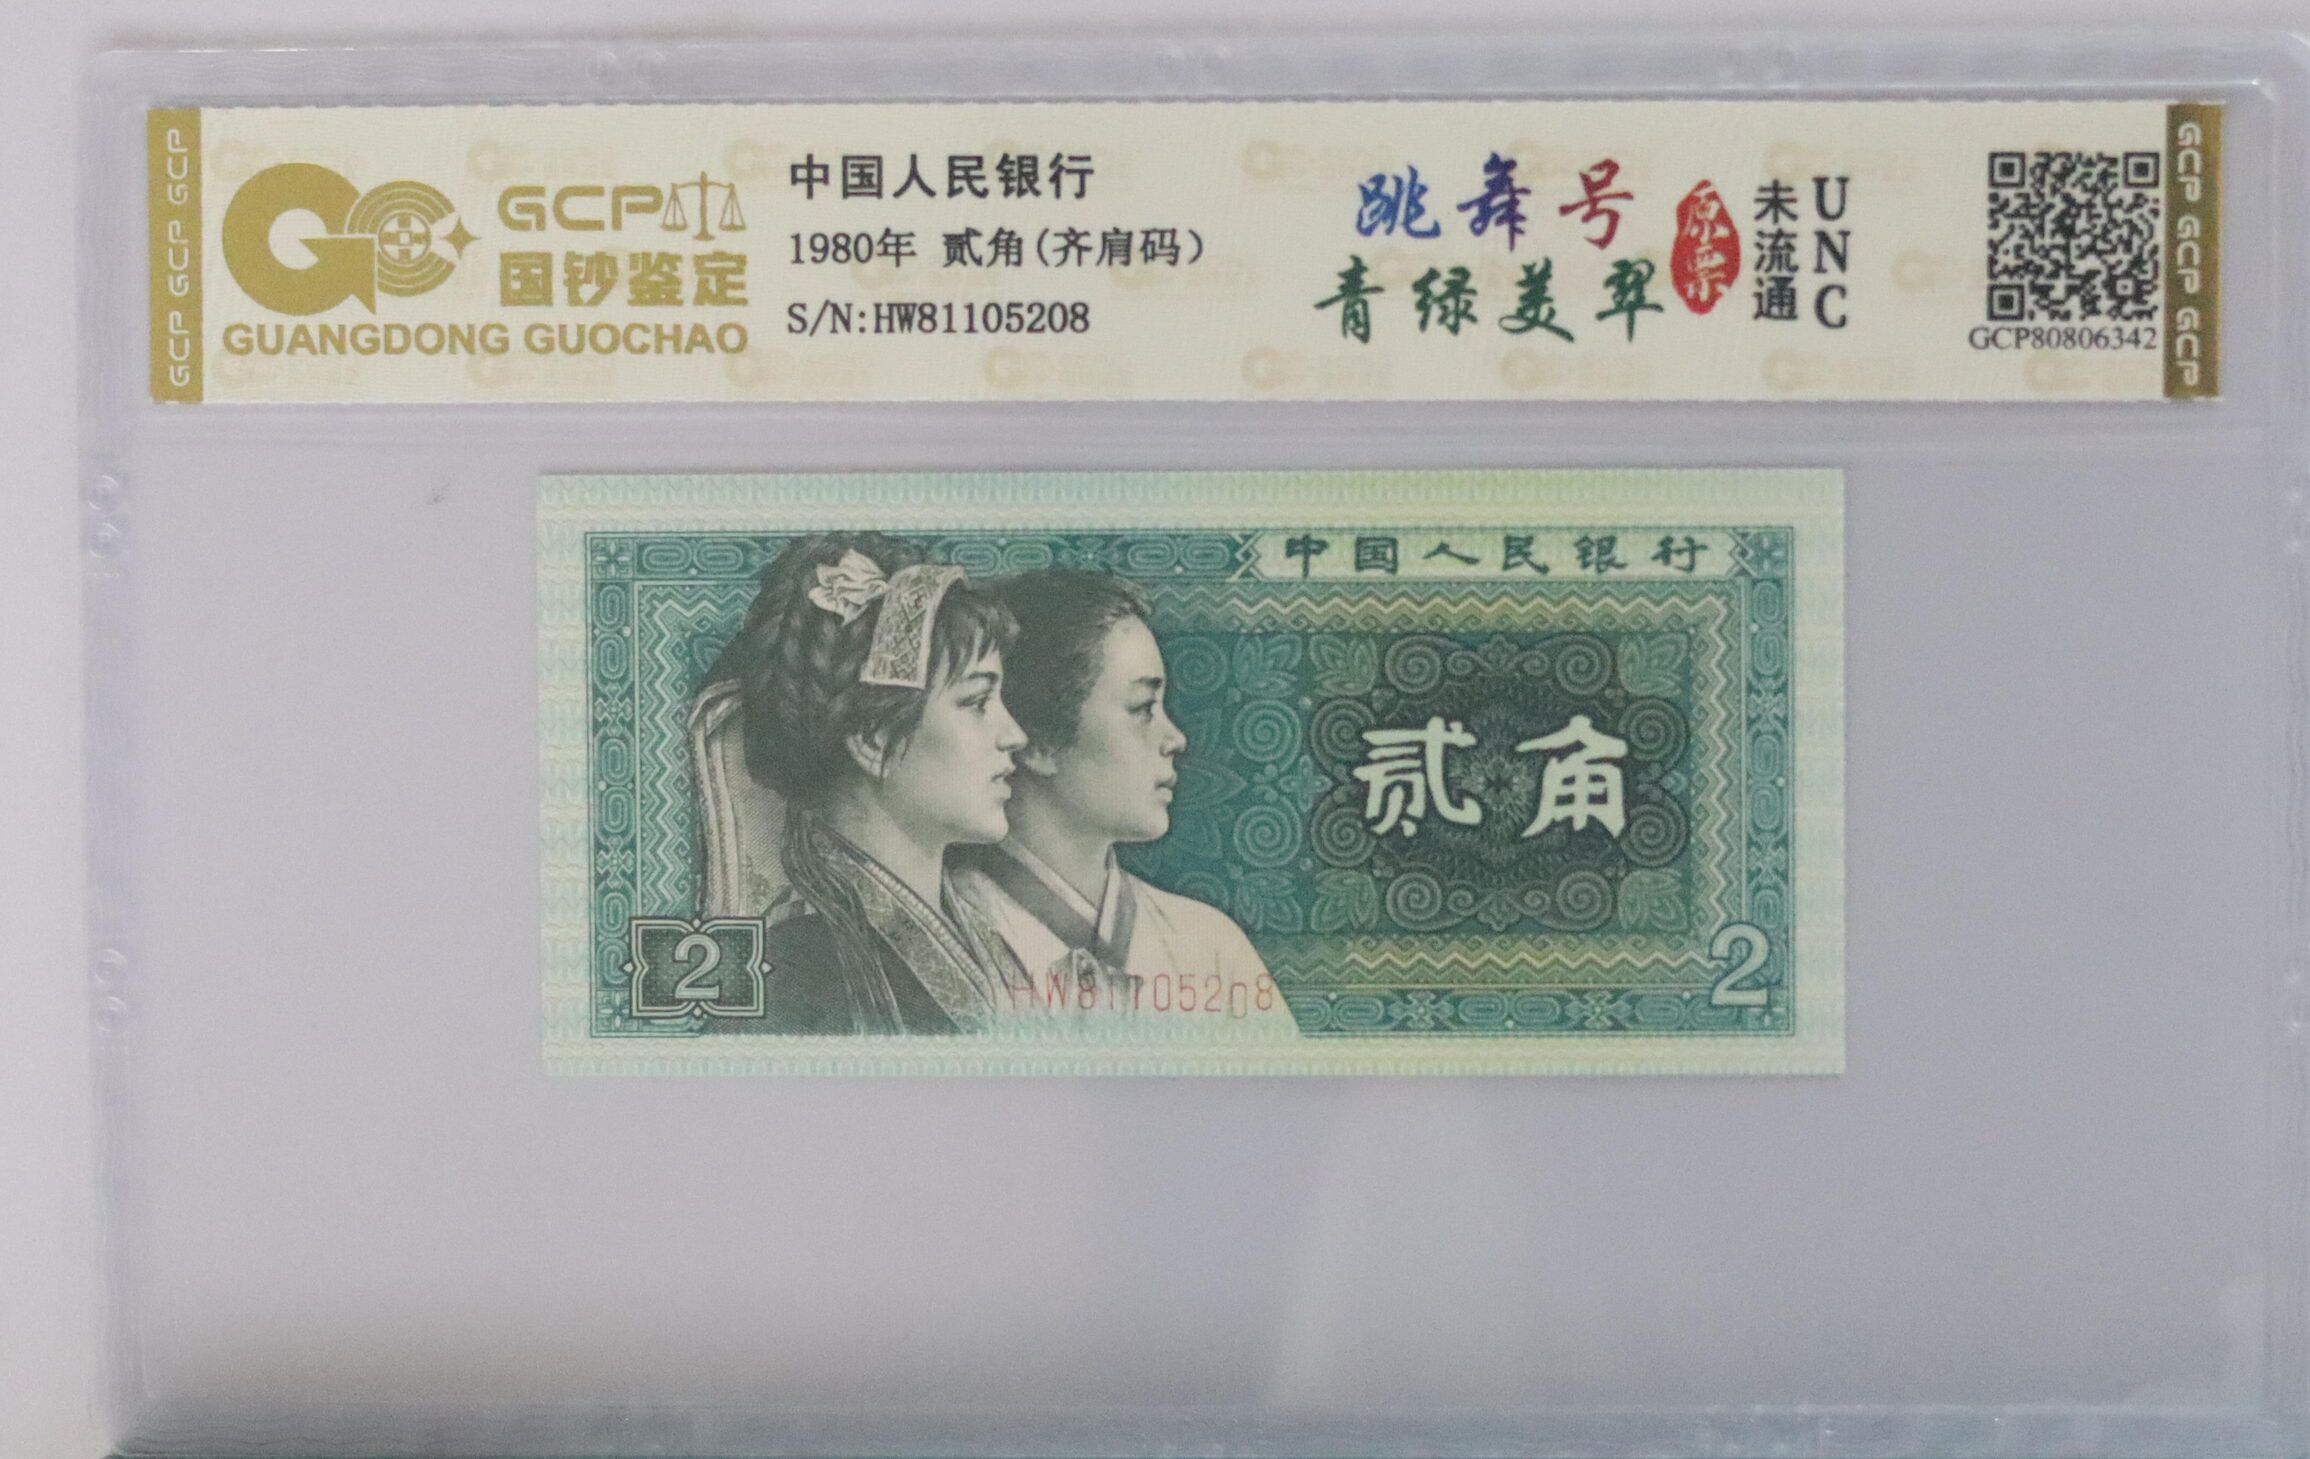 GCP GCP GCP
GCP
国钞鉴定
GUANGDONG GUOCHAO
中国人民银行
1980年 贰角(齐肩码)
S/N:HW81105208
跳舞号
青绿美翠
原票
未流通
UNC
GCP80806342
GCP GCP GCP
中国人民银行
贰角
2
HW81105208
2